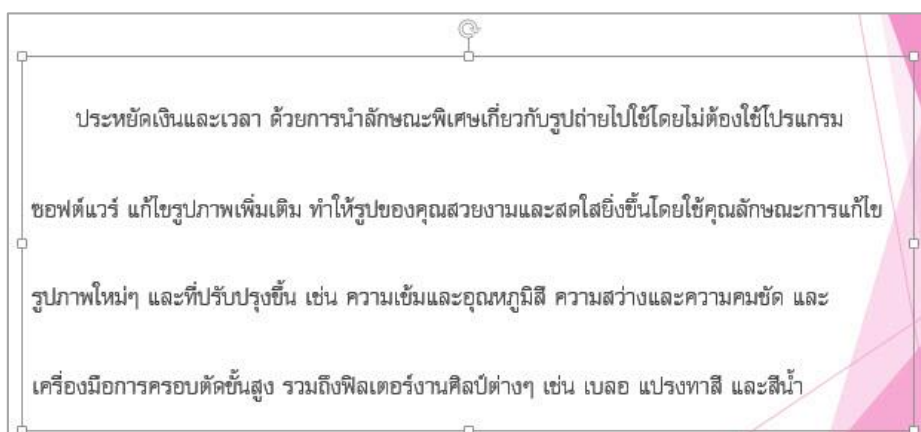 ประหยัดเงินและเวลา ด้วยการนำลักษณะพิเศษเกี่ยวกับรูปถ่ายไปใช้โดยไม่ต้องใช้โปรแกรม
ซอฟต์แวร์ แก้ไขรูปภาพเพิ่มเติม ทำให้รูปของคุณสวยงามและสดใสยิ่งขึ้นโดยใช้คุณลักษณะการแก้ไข
รูปภาพใหม่ๆ และที่ปรับปรุงขึ้น เช่น ความเข้มและอุณหภูมิสี ความสว่างและความคมชัด และ
เครื่องมือการครอบตัดขั้นสูง รวมถึงฟิลเตอร์งานศิลป์ต่างๆ เช่น เบลอ แปรงทาสี และสีน้ำ